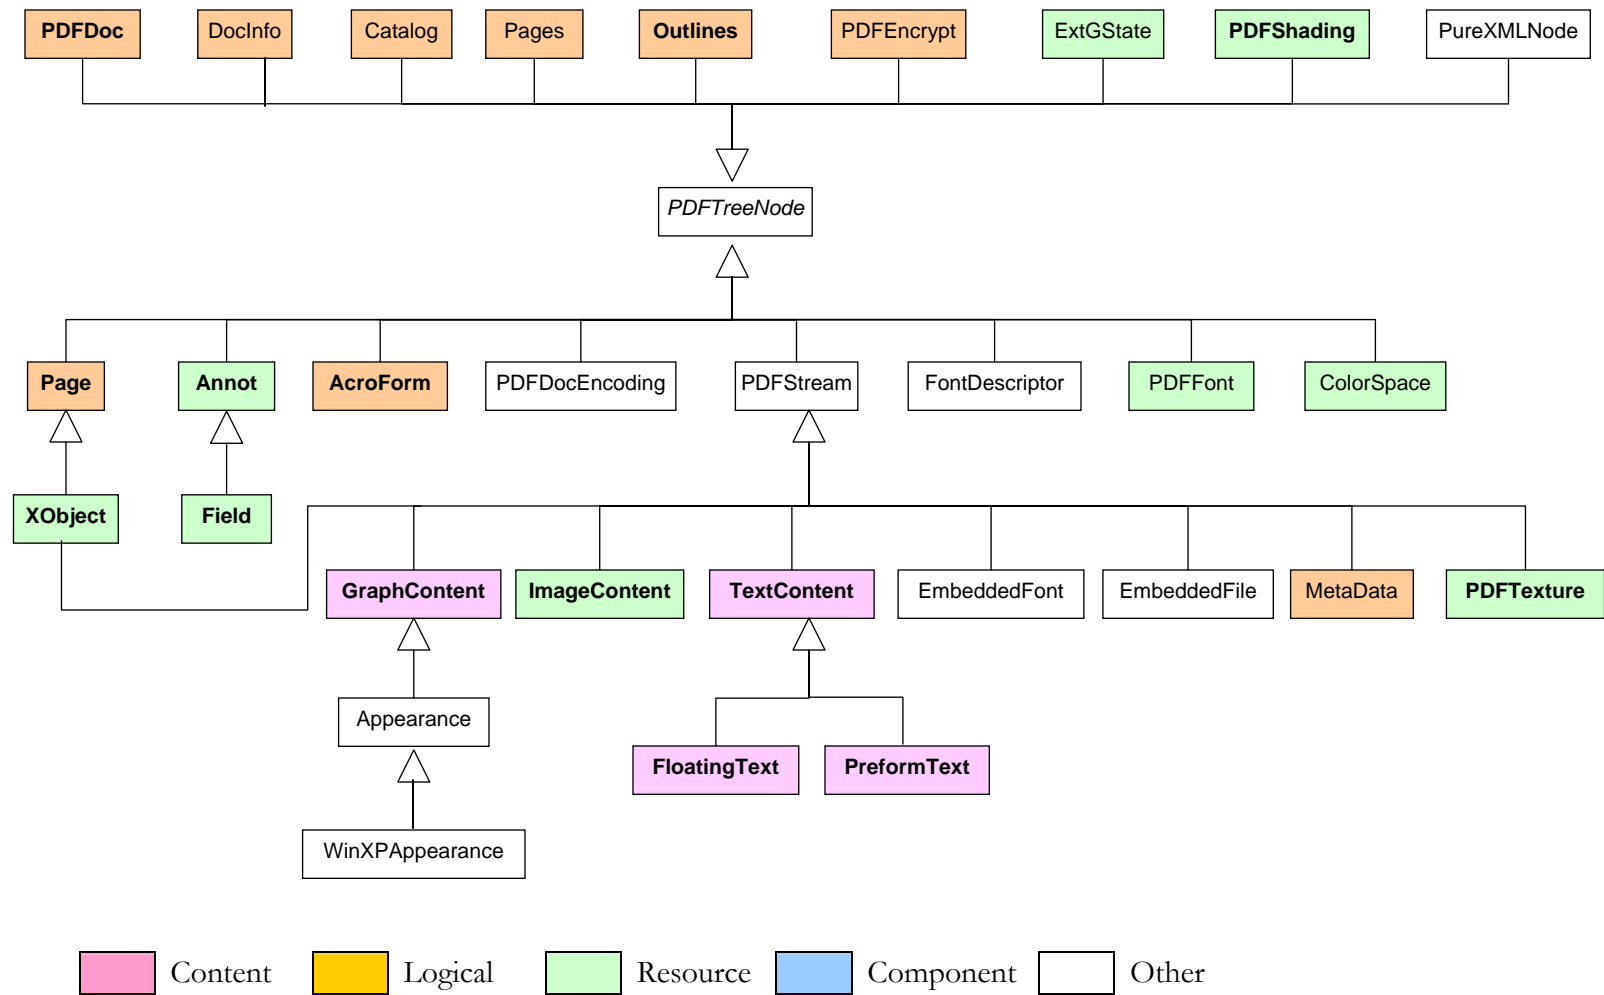 PDFDoc DocInfo Catalog Pages Outlines PDFEncrypt ExtGState PDFShading PureXMLNode
PDFTreeNode
Page Annot AcroForm PDFDocEncoding PDFStream FontDescriptor PDFFont ColorSpace
XObject Field
GraphContent ImageContent TextContent EmbeddedFont EmbeddedFile MetaData PDFTexture
Appearance
FloatingText PreformText
WinXPAppearance
Content Logical Resource Component Other